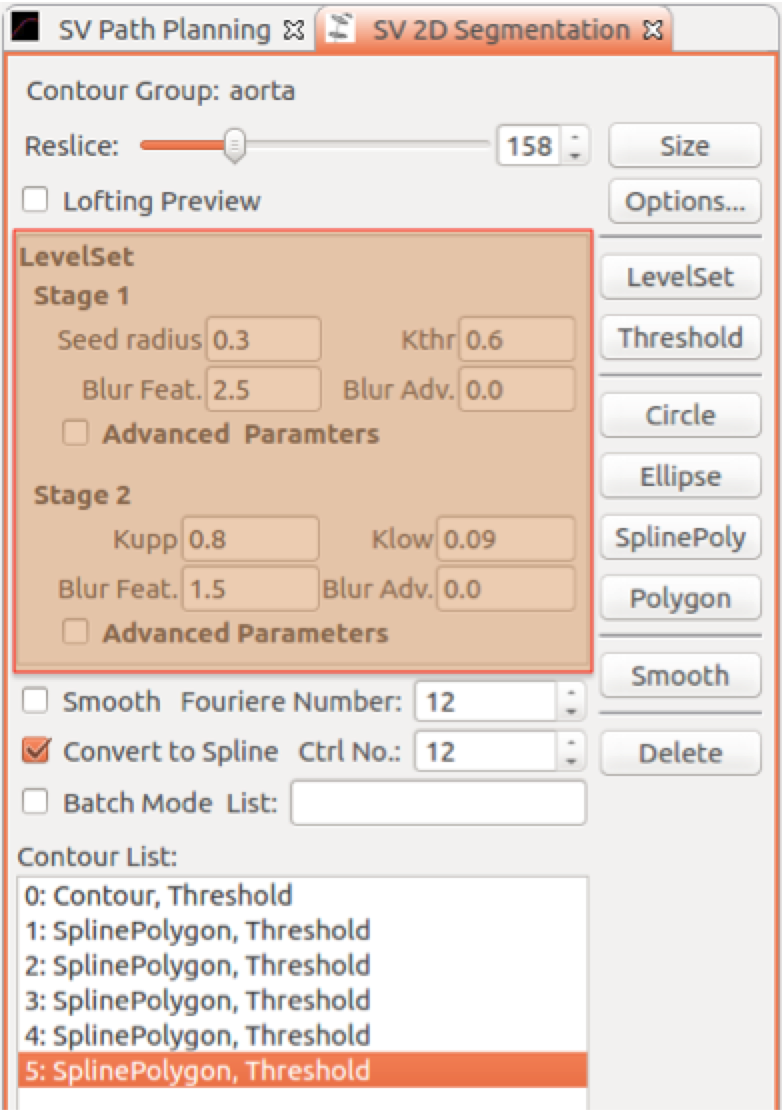 SV Path Planning SV 2D Segmentation
Contour Group: aorta
Reslice: 158 Size
Lofting Preview Options...
LevelSet
Stage 1
LevelSet
Seed radius 0.3 Kthr 0.6 Threshold
Blur Feat. 2.5 Blur Adv. 0.0
Advanced Paramters
Circle
Ellipse
Stage 2
Kupp 0.8 Klow 0.09 SplinePoly
Blur Feat. 1.5 Blur Adv. 0.0 Polygon
Advanced Parameters
Smooth
Smooth Fouriere Number: 12
Convert to Spline Ctrl No.: 12 Delete
Batch Mode List:
Contour List:
0: Contour, Threshold
1: SplinePolygon, Threshold
2: SplinePolygon, Threshold
3: SplinePolygon, Threshold
4: SplinePolygon, Threshold
5: SplinePolygon, Threshold